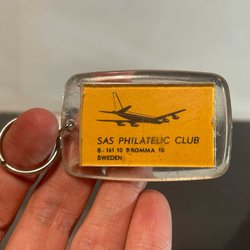 SAS PHILATELIC CLUB
S-161 10 BROMMA 10
SWEDEN